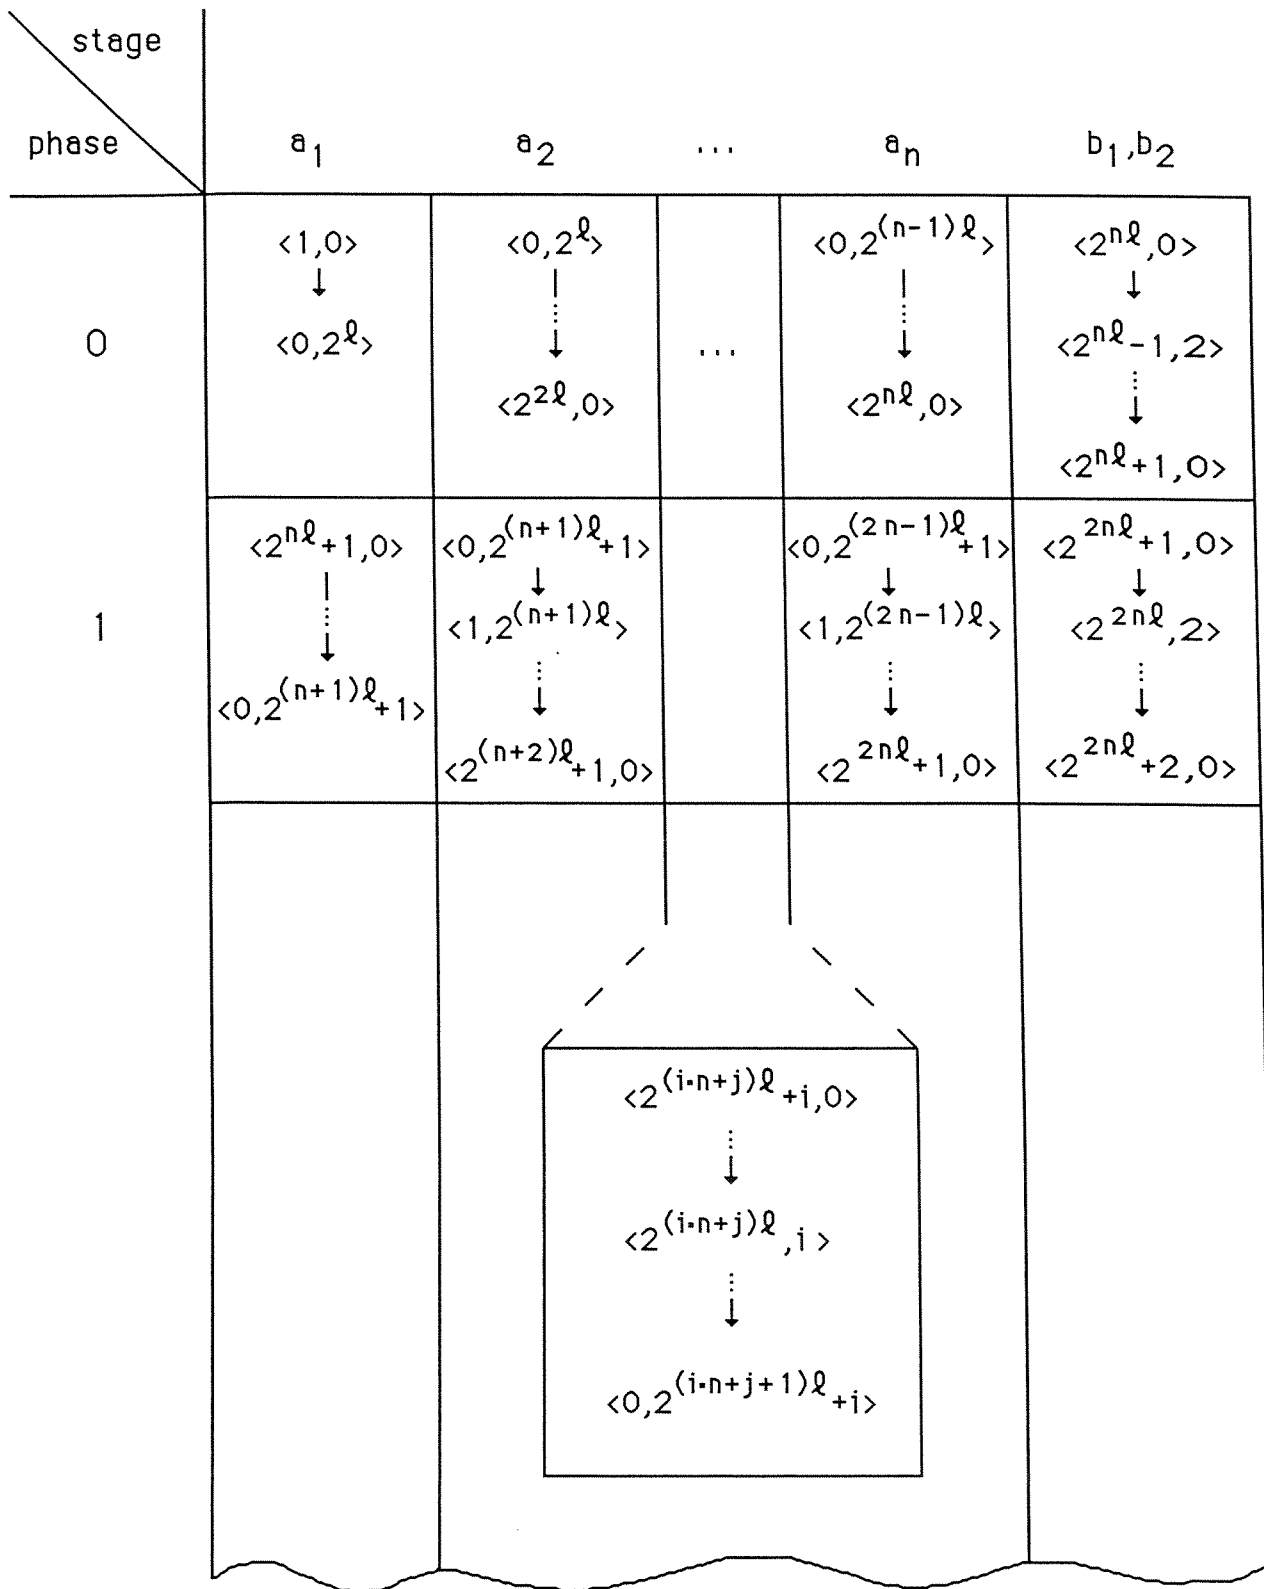 stage
phase a₁ a₂ ... aₙ b₁,b₂
<1,0> <0,2^ℓ> <0,2^(n-1)ℓ> <2^nℓ,0>
0 <0,2^ℓ> ... <2^nℓ-1,2>
<2^2ℓ,0> <2^nℓ,0>
<2^nℓ+1,0>
<2^nℓ+1,0> <0,2^(n+1)ℓ+1> <0,2^(2n-1)ℓ+1> <2^2nℓ+1,0>
1 <1,2^(n+1)ℓ> <1,2^(2n-1)ℓ> <2^2nℓ,2>
<0,2^(n+1)ℓ+1>
<2^(n+2)ℓ+1,0> <2^2nℓ+1,0> <2^2nℓ+2,0>
<2^(i·n+j)ℓ+i,0>
<2^(i·n+j)ℓ,i>
<0,2^(i·n+j+1)ℓ+i>